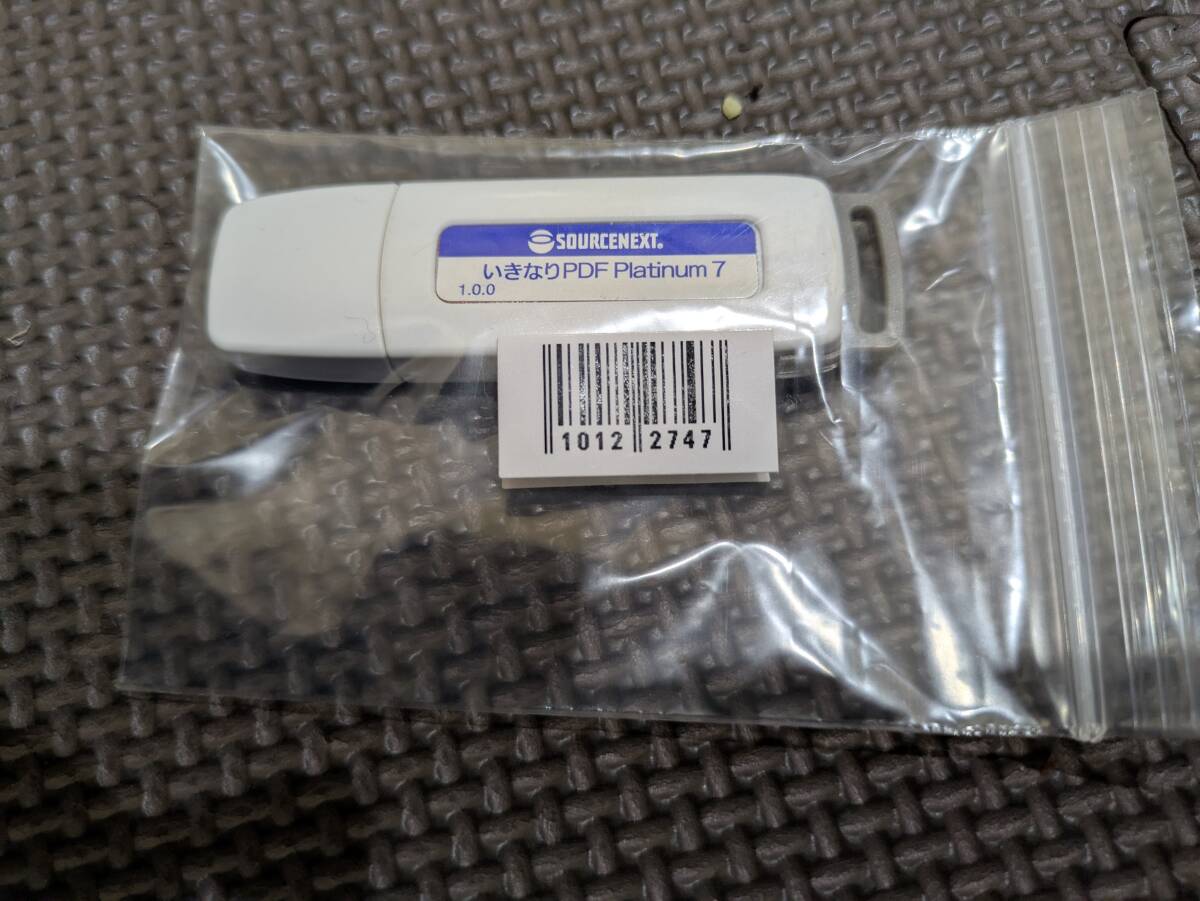 SOURCENEXT®
いきなりPDF Platinum 7
1.0.0
1012 2747